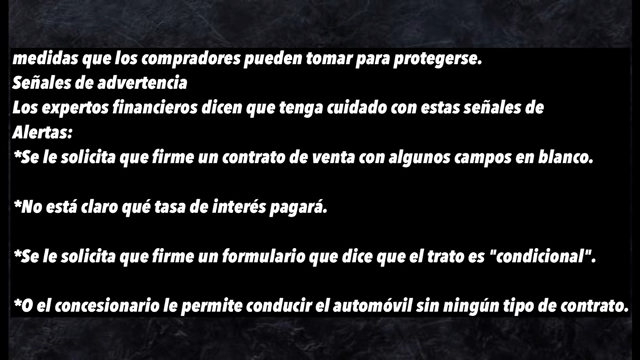 medidas que los compradores pueden tomar para protegerse.
Señales de advertencia
Los expertos financieros dicen que tenga cuidado con estas señales de
Alertas:
*Se le solicita que firme un contrato de venta con algunos campos en blanco.
*No está claro qué tasa de interés pagará.
*Se le solicita que firme un formulario que dice que el trato es "condicional".
*O el concesionario le permite conducir el automóvil sin ningún tipo de contrato.